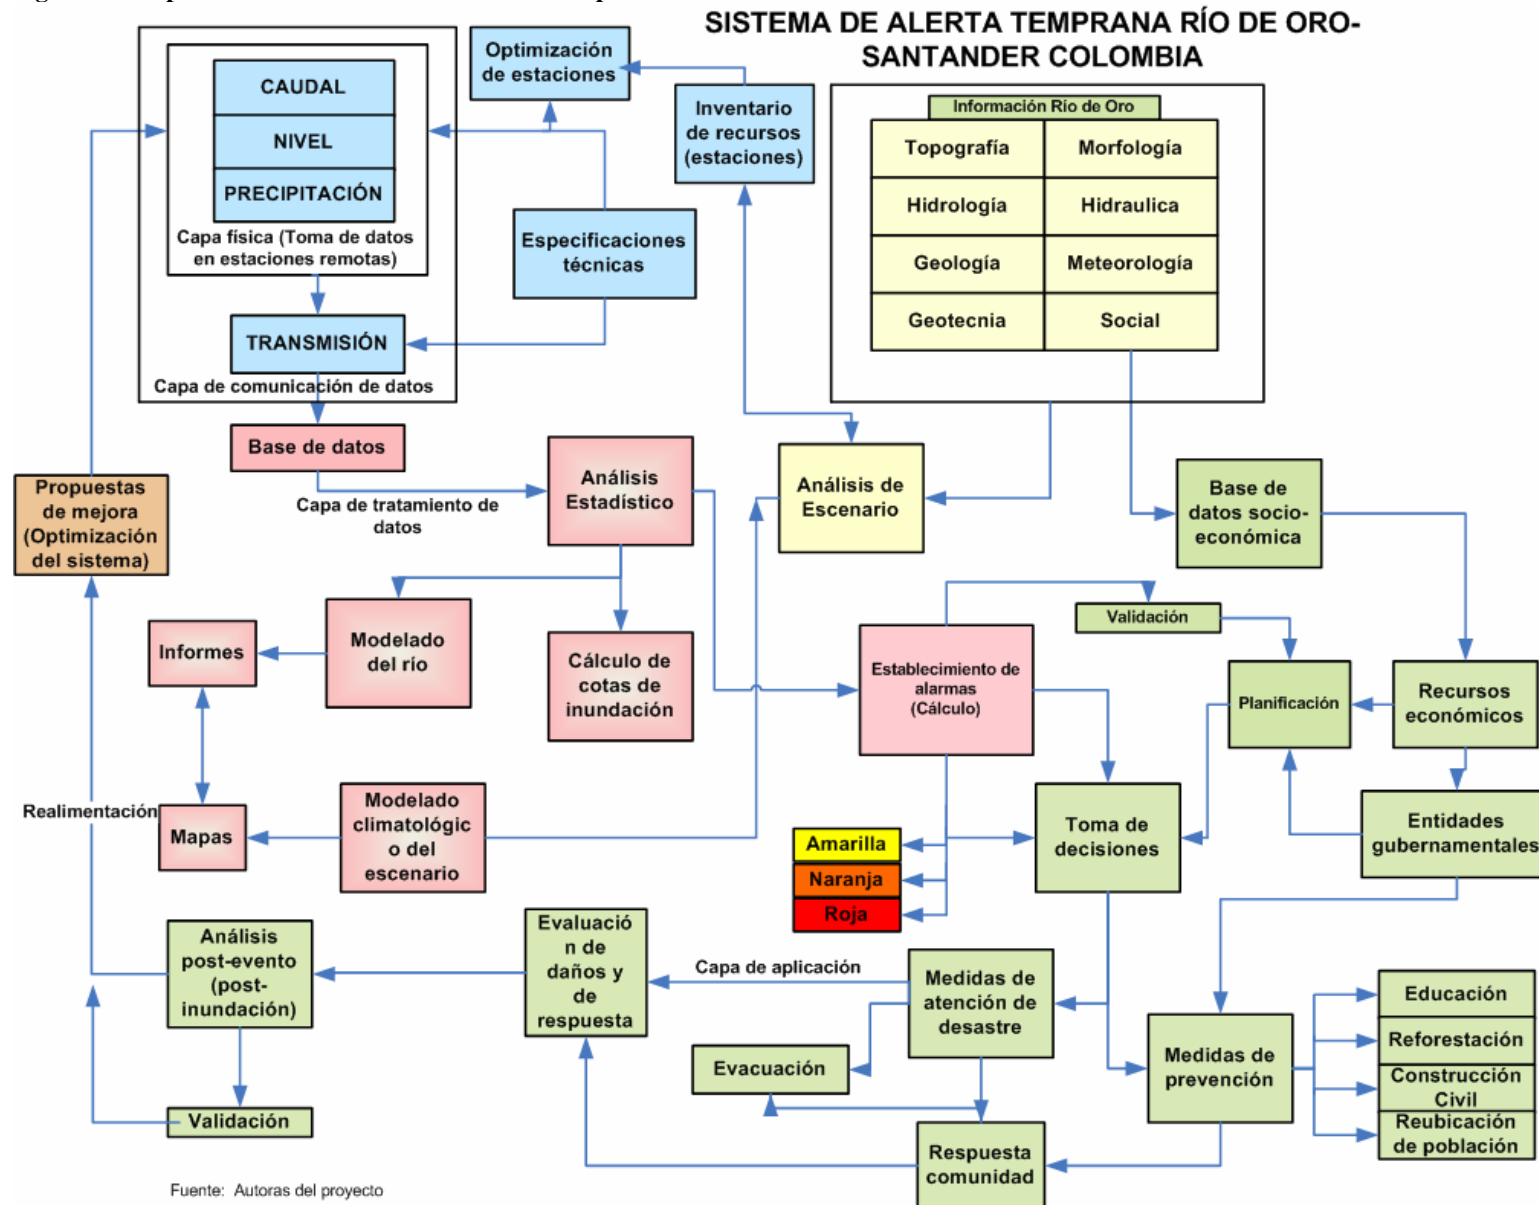 SISTEMA DE ALERTA TEMPRANA RÍO DE ORO-
SANTANDER COLOMBIA
CAUDAL
NIVEL
PRECIPITACIÓN
Capa física (Toma de datos
en estaciones remotas)
TRANSMISIÓN
Capa de comunicación de datos
Optimización
de estaciones
Inventario
de recursos
(estaciones)
Especificaciones
técnicas
Información Río de Oro
Topografía
Morfología
Hidrología
Hidraulica
Geología
Meteorología
Geotecnia
Social
Base de datos
Capa de tratamiento de
datos
Análisis
Estadístico
Análisis de
Escenario
Base de
datos socio-
económica
Propuestas
de mejora
(Optimización
del sistema)
Informes
Modelado
del río
Cálculo de
cotas de
inundación
Establecimiento de
alarmas
(Cálculo)
Validación
Planificación
Recursos
económicos
Realimentación
Mapas
Modelado
climatológic
o del
escenario
Amarilla
Naranja
Roja
Toma de
decisiones
Entidades
gubernamentales
Análisis
post-evento
(post-
inundación)
Evaluació
n de
daños y
de
respuesta
Capa de aplicación
Medidas de
atención de
desastre
Evacuación
Medidas de
prevención
Educación
Reforestación
Construcción
Civil
Reubicación
de población
Validación
Respuesta
comunidad
Fuente: Autoras del proyecto